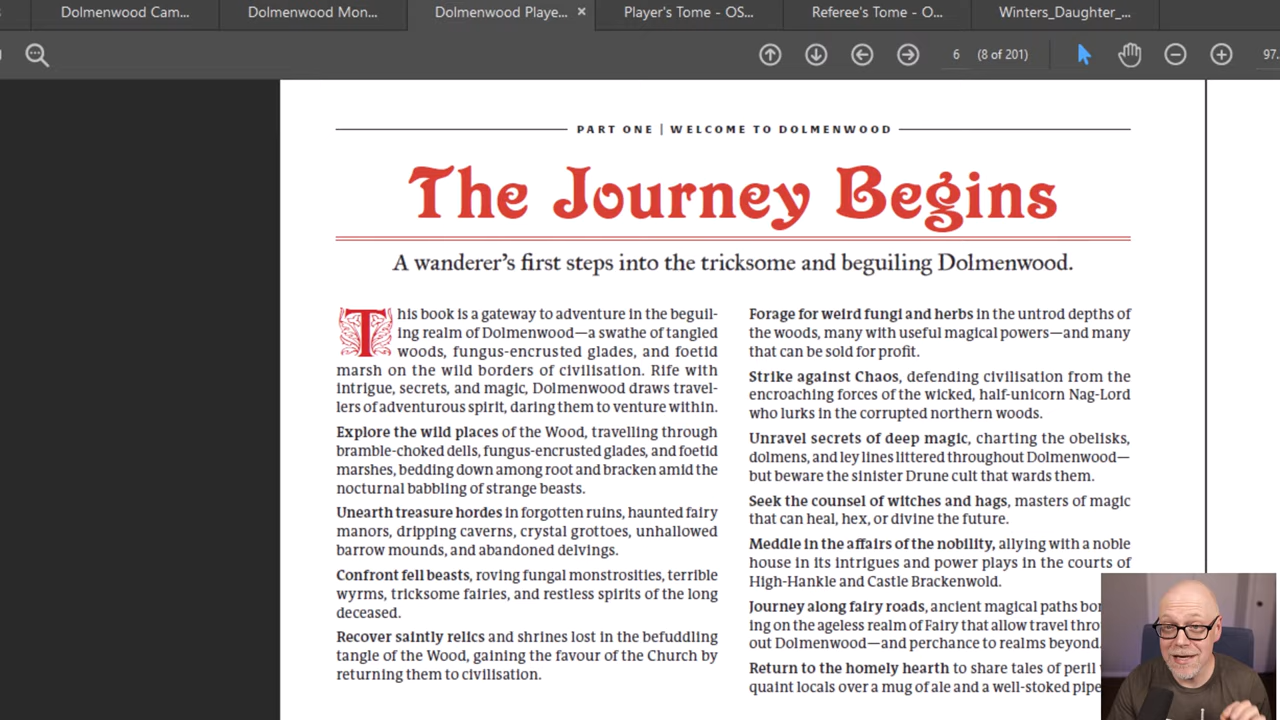 Dolmenwood Cam...
Dolmenwood Mon...
Dolmenwood Playe... ×
Player's Tome - OS...
Referee's Tome - O...
Winters_Daughter_...
6 (8 of 201)
97.
PART ONE | WELCOME TO DOLMENWOOD
The Journey Begins
A wanderer's first steps into the tricksome and beguiling Dolmenwood.
This book is a gateway to adventure in the beguil-
ing realm of Dolmenwood—a swathe of tangled
woods, fungus-encrusted glades, and foetid
marsh on the wild borders of civilisation. Rife with
intrigue, secrets, and magic, Dolmenwood draws travel-
lers of adventurous spirit, daring them to venture within.
Explore the wild places of the Wood, travelling through
bramble-choked dells, fungus-encrusted glades, and foetid
marshes, bedding down among root and bracken amid the
nocturnal babbling of strange beasts.
Unearth treasure hordes in forgotten ruins, haunted fairy
manors, dripping caverns, crystal grottoes, unhallowed
barrow mounds, and abandoned delvings.
Confront fell beasts, roving fungal monstrosities, terrible
wyrms, tricksome fairies, and restless spirits of the long
deceased.
Recover saintly relics and shrines lost in the befuddling
tangle of the Wood, gaining the favour of the Church by
returning them to civilisation.
Forage for weird fungi and herbs in the untrod depths of
the woods, many with useful magical powers—and many
that can be sold for profit.
Strike against Chaos, defending civilisation from the
encroaching forces of the wicked, half-unicorn Nag-Lord
who lurks in the corrupted northern woods.
Unravel secrets of deep magic, charting the obelisks,
dolmens, and ley lines littered throughout Dolmenwood—
but beware the sinister Drune cult that wards them.
Seek the counsel of witches and hags, masters of magic
that can heal, hex, or divine the future.
Meddle in the affairs of the nobility, allying with a noble
house in its intrigues and power plays in the courts of
High-Hankle and Castle Brackenwold.
Journey along fairy roads, ancient magical paths
ing on the ageless realm of Fairy that allow travel
out Dolmenwood—and perchance to realms beyond.
Return to the homely hearth to share tales of peril
quaint locals over a mug of ale and a well-stoked